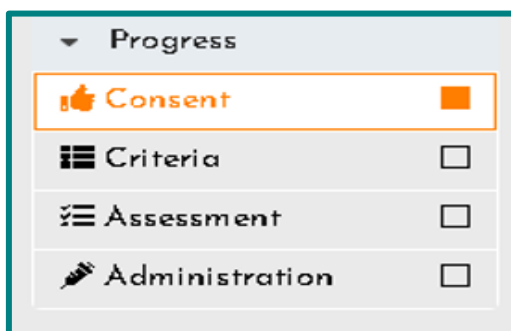 Progress
Consent
Criteria
Assessment
Administration